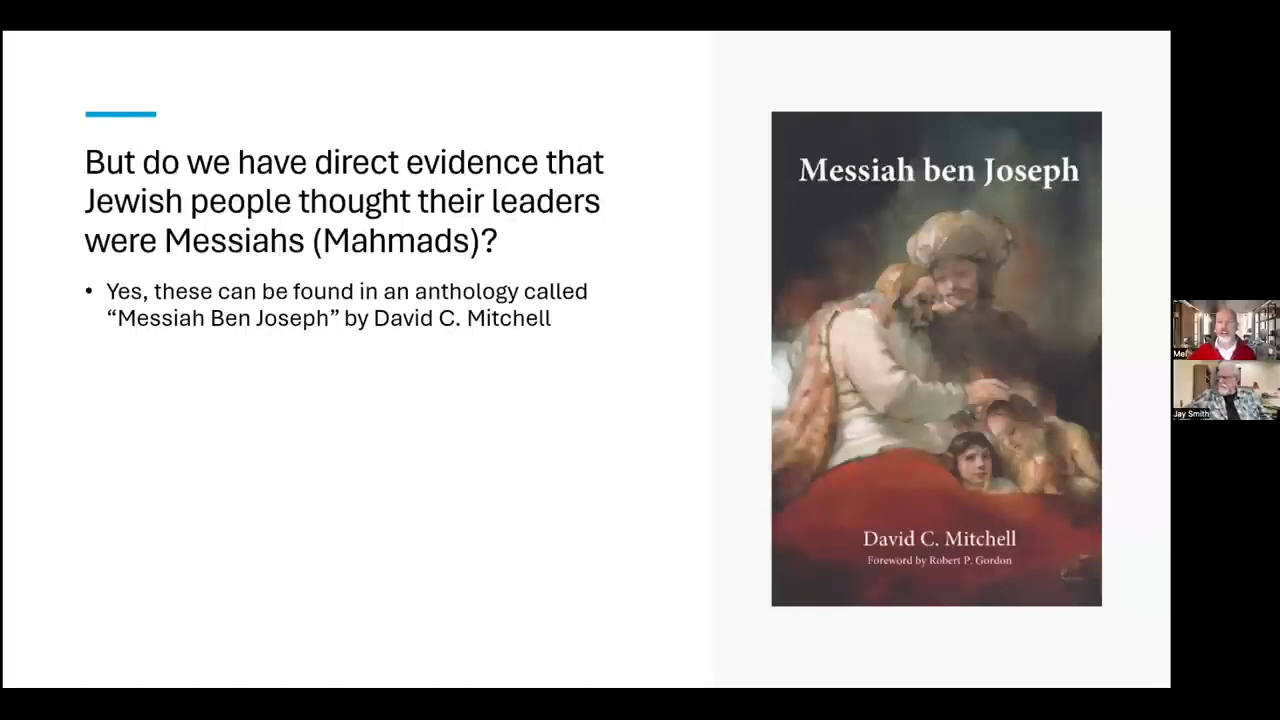 But do we have direct evidence that
Jewish people thought their leaders
were Messiahs (Mahmads)?
• Yes, these can be found in an anthology called
“Messiah Ben Joseph” by David C. Mitchell
Messiah ben Joseph
David C. Mitchell
Foreword by Robert P. Gordon
Mel
Jay Smith